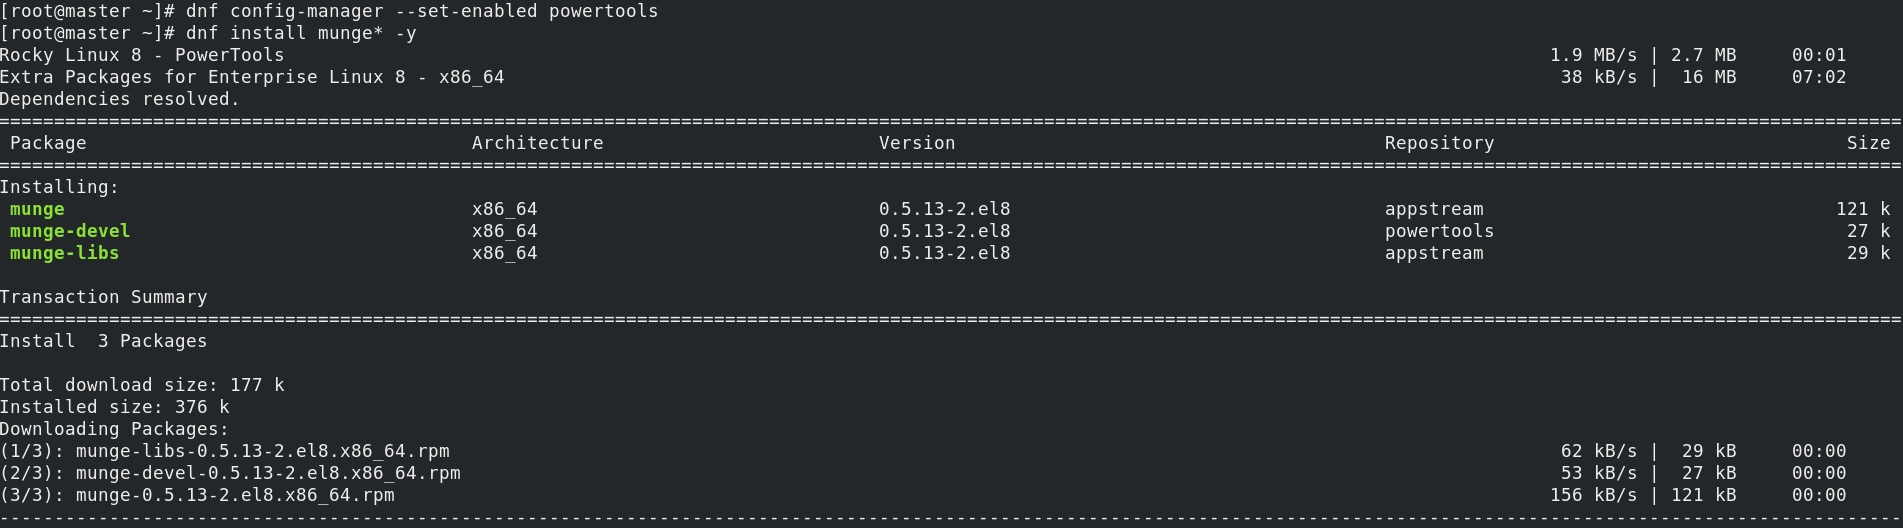 [root@master ~]# dnf config-manager --set-enabled powertools
[root@master ~]# dnf install munge* -y
Rocky Linux 8 - PowerTools 1.9 MB/s | 2.7 MB 00:01
Extra Packages for Enterprise Linux 8 - x86_64 38 kB/s | 16 MB 07:02
Dependencies resolved.
================================================================================
Package Architecture Version Repository Size
================================================================================
Installing:
munge x86_64 0.5.13-2.el8 appstream 121 k
munge-devel x86_64 0.5.13-2.el8 powertools 27 k
munge-libs x86_64 0.5.13-2.el8 appstream 29 k
Transaction Summary
================================================================================
Install  3 Packages
Total download size: 177 k
Installed size: 376 k
Downloading Packages:
(1/3): munge-libs-0.5.13-2.el8.x86_64.rpm 62 kB/s | 29 kB 00:00
(2/3): munge-devel-0.5.13-2.el8.x86_64.rpm 53 kB/s | 27 kB 00:00
(3/3): munge-0.5.13-2.el8.x86_64.rpm 156 kB/s | 121 kB 00:00
--------------------------------------------------------------------------------